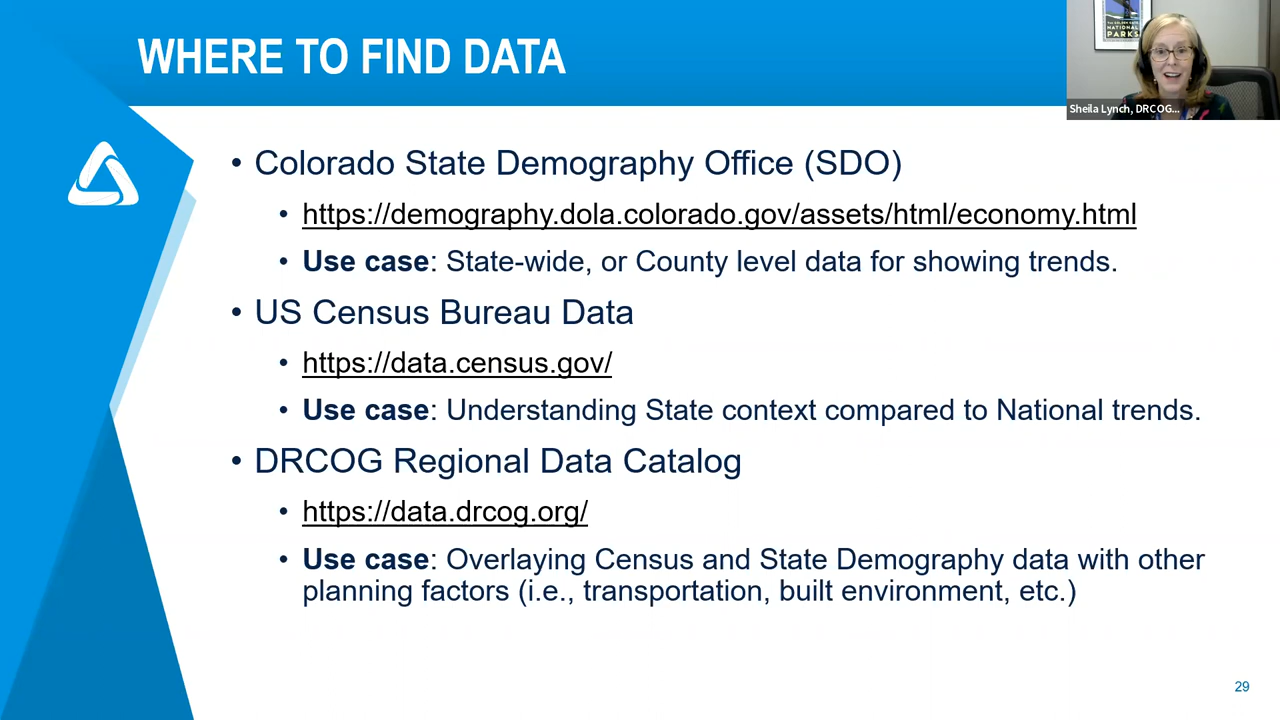 WHERE TO FIND DATA
NATIONAL
PARKS
Sheila Lynch, DRCOG...
• Colorado State Demography Office (SDO)
• https://demography.dola.colorado.gov/assets/html/economy.html
• Use case: State-wide, or County level data for showing trends.
• US Census Bureau Data
• https://data.census.gov/
• Use case: Understanding State context compared to National trends.
• DRCOG Regional Data Catalog
• https://data.drcog.org/
• Use case: Overlaying Census and State Demography data with other
planning factors (i.e., transportation, built environment, etc.)
29